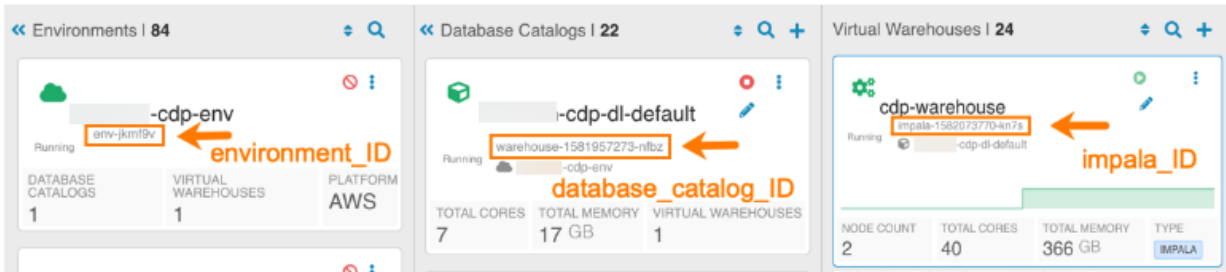 Environments | 84
-cdp-env
env-jkmf9v
Running
environment_ID
DATABASE CATALOGS
1
VIRTUAL WAREHOUSES
1
PLATFORM
AWS
Database Catalogs | 22
-cdp-dl-default
warehouse-1581957273-nfbz
Running
-cdp-env
database_catalog_ID
TOTAL CORES
7
TOTAL MEMORY
17 GB
VIRTUAL WAREHOUSES
1
Virtual Warehouses | 24
cdp-warehouse
impala-1582073770-kn7s
Running
-cdp-dl-default
impala_ID
NODE COUNT
2
TOTAL CORES
40
TOTAL MEMORY
366 GB
TYPE
IMPALA